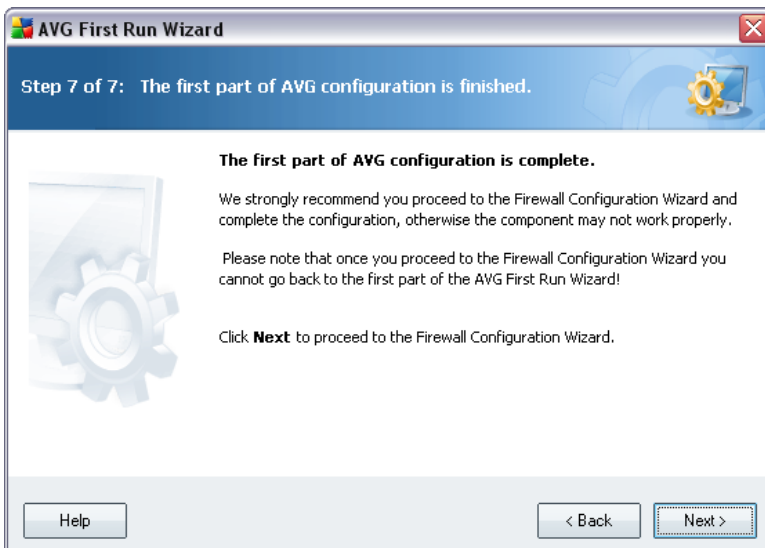 AVG First Run Wizard
Step 7 of 7: The first part of AVG configuration is finished.
The first part of AVG configuration is complete.
We strongly recommend you proceed to the Firewall Configuration Wizard and
complete the configuration, otherwise the component may not work properly.
Please note that once you proceed to the Firewall Configuration Wizard you
cannot go back to the first part of the AVG First Run Wizard!
Click Next to proceed to the Firewall Configuration Wizard.
Help
< Back
Next >